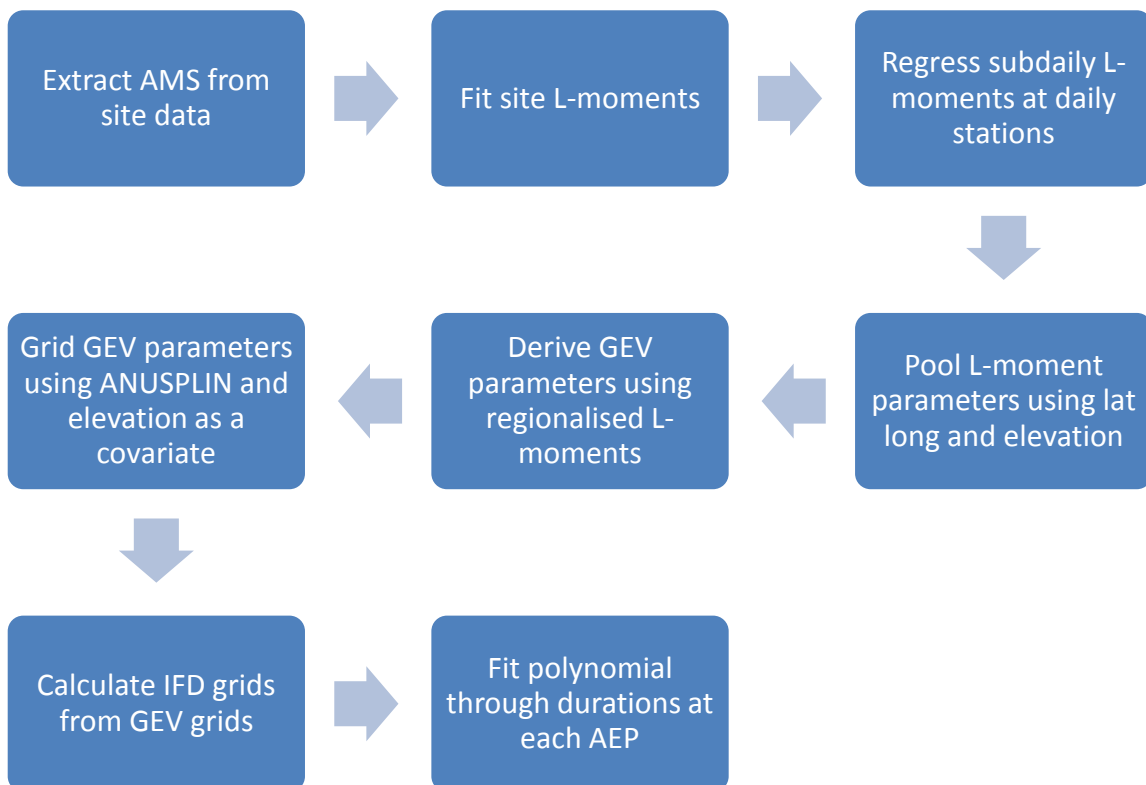 Extract AMS from
site data
Fit site L-moments
Regress subdaily L-
moments at daily
stations
Pool L-moment
parameters using lat
long and elevation
Derive GEV
parameters using
regionalised L-
moments
Grid GEV parameters
using ANUSPLIN and
elevation as a
covariate
Calculate IFD grids
from GEV grids
Fit polynomial
through durations at
each AEP